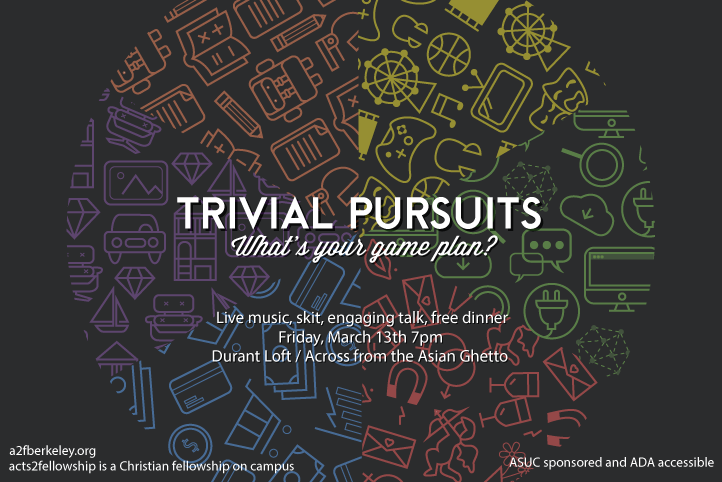 TRIVIAL PURSUITS
What's your game plan?
Live music, skit, engaging talk, free dinner
Friday, March 13th 7pm
Durant Loft / Across from the Asian Ghetto
a2fberkeley.org
acts2fellowship is a Christian fellowship on campus
ASUC sponsored and ADA accessible